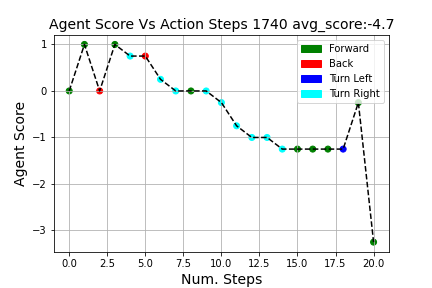 Agent Score Vs Action Steps 1740 avg_score:-4.7
Forward
Back
Turn Left
Turn Right
Agent Score
1
0
−1
−2
−3
0.0 2.5 5.0 7.5 10.0 12.5 15.0 17.5 20.0
Num. Steps